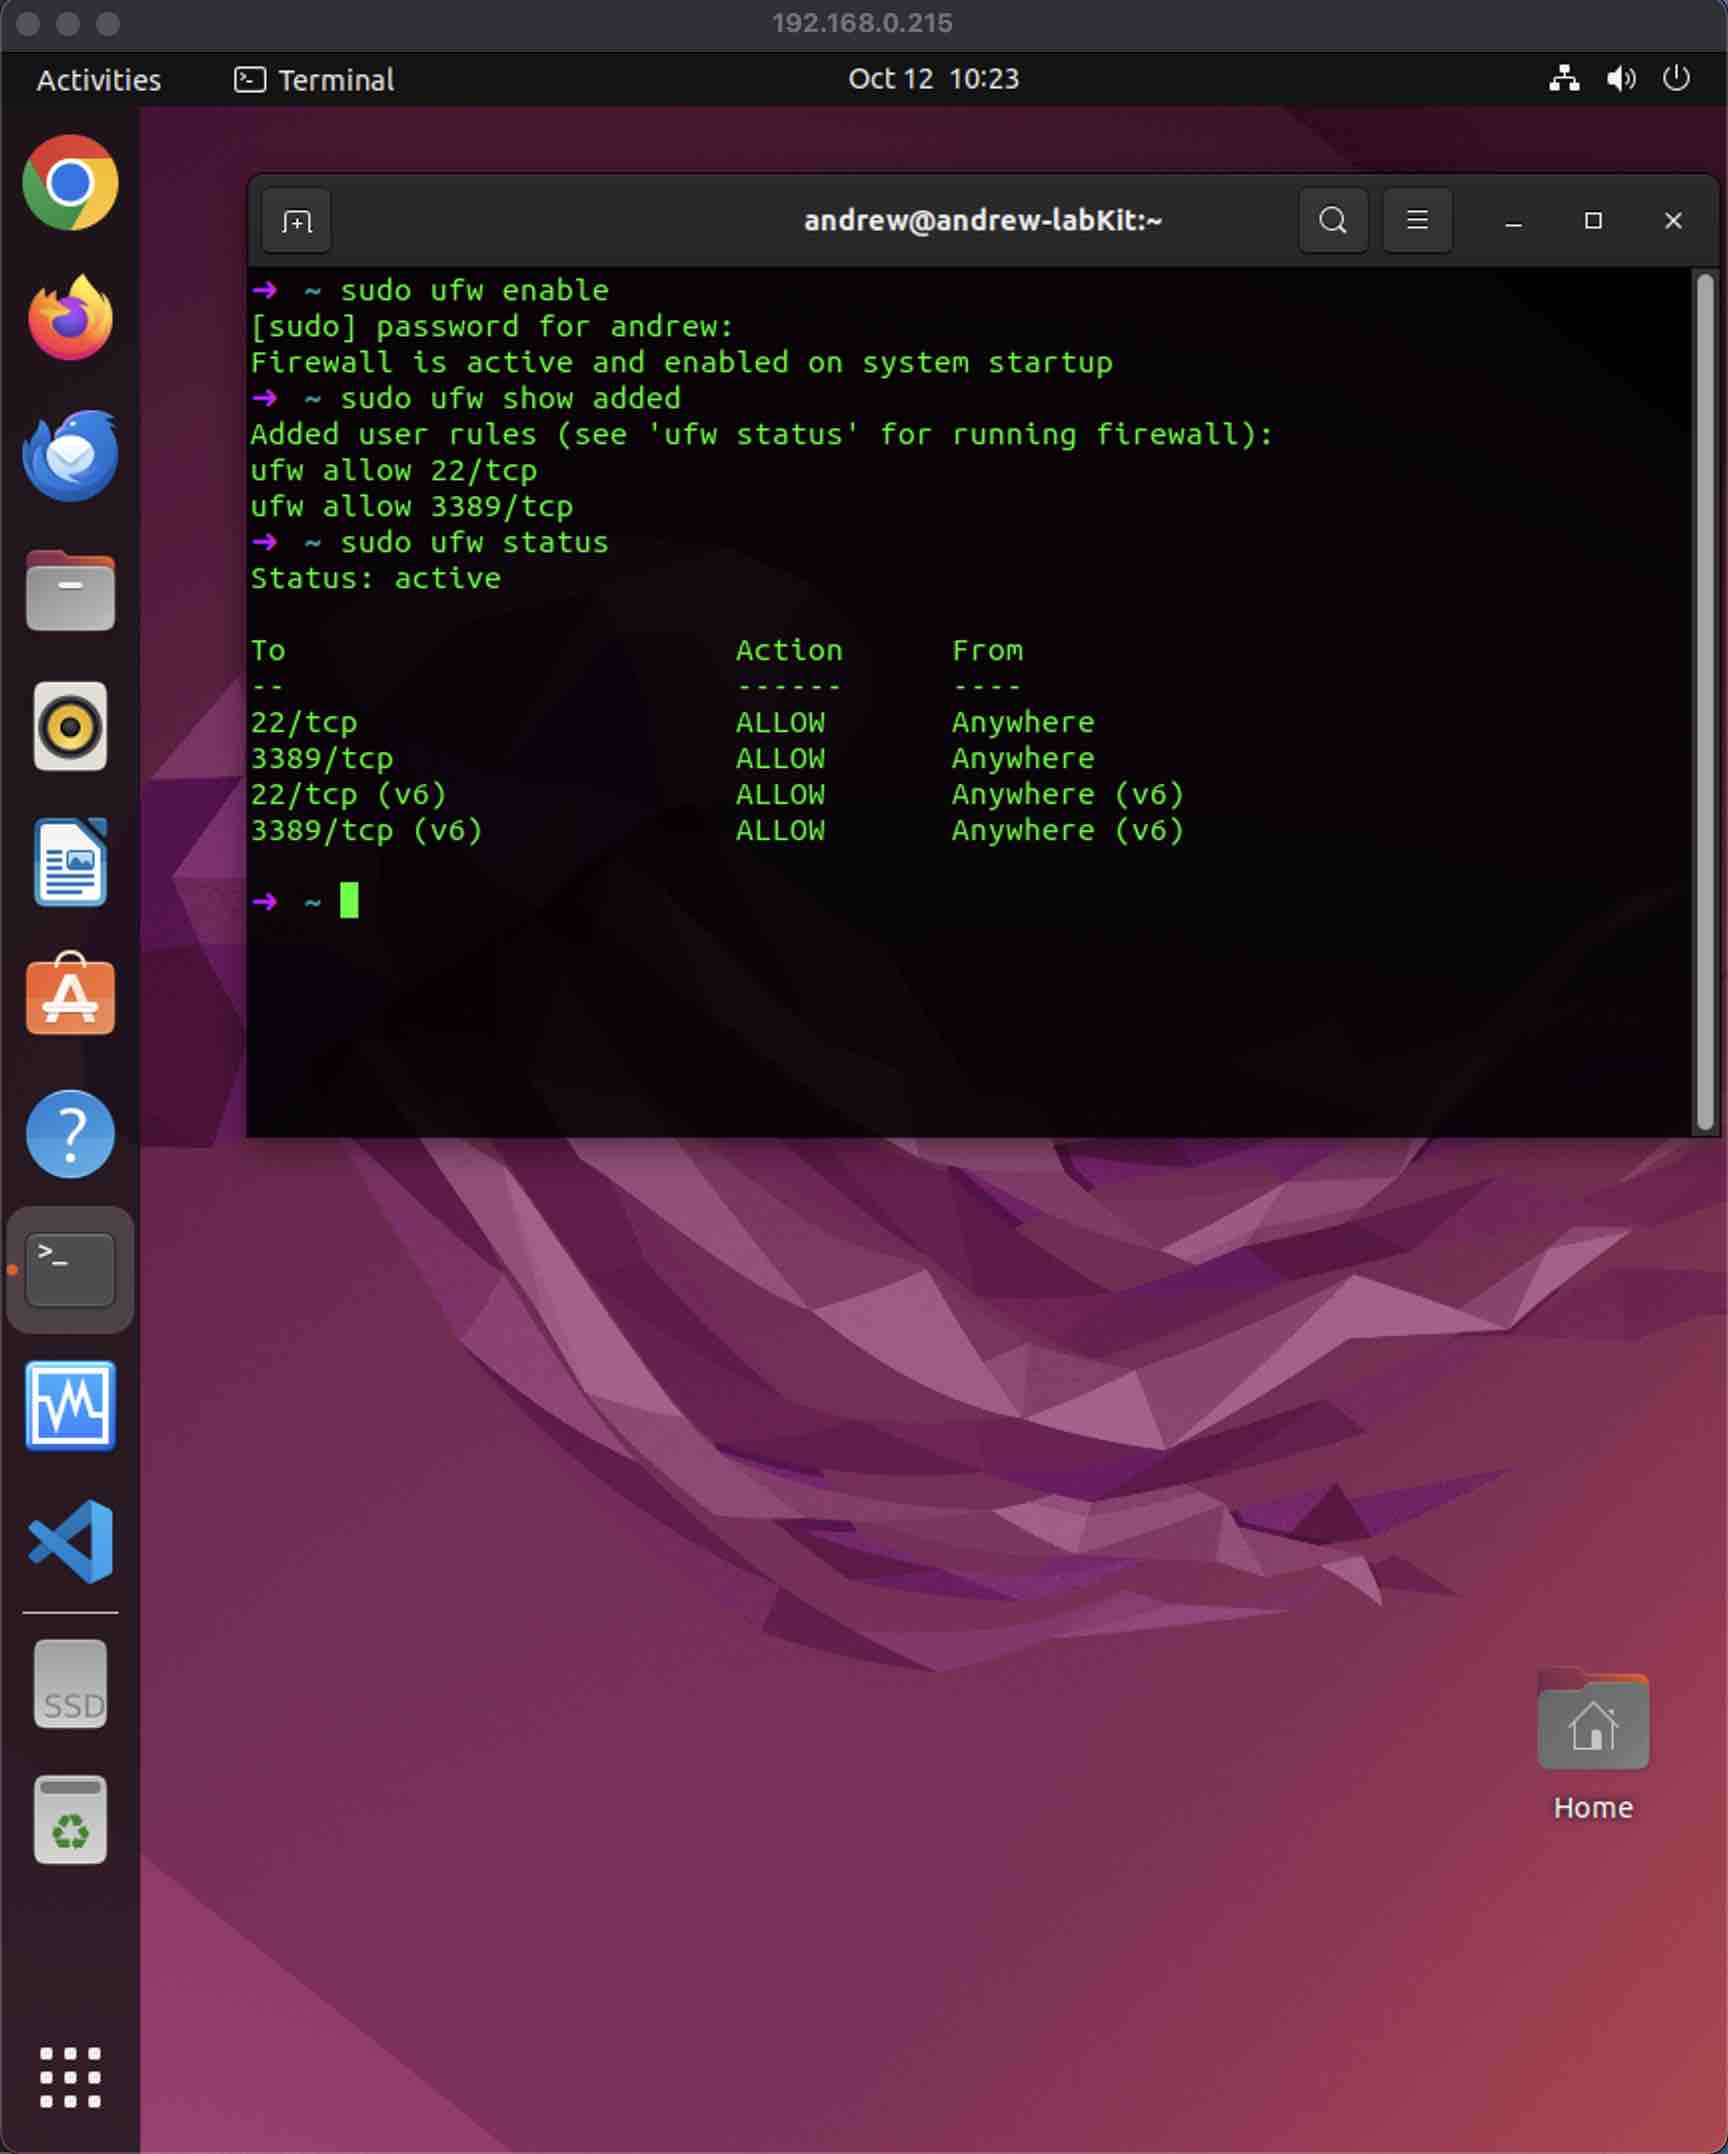 192.168.0.215
Activities
Terminal
Oct 12 10:23
andrew@andrew-labKit:~
➜ ~ sudo ufw enable
[sudo] password for andrew:
Firewall is active and enabled on system startup
➜ ~ sudo ufw show added
Added user rules (see 'ufw status' for running firewall):
ufw allow 22/tcp
ufw allow 3389/tcp
➜ ~ sudo ufw status
Status: active
To Action From
-- ------ ----
22/tcp ALLOW Anywhere
3389/tcp ALLOW Anywhere
22/tcp (v6) ALLOW Anywhere (v6)
3389/tcp (v6) ALLOW Anywhere (v6)
➜ ~
SSD
Home